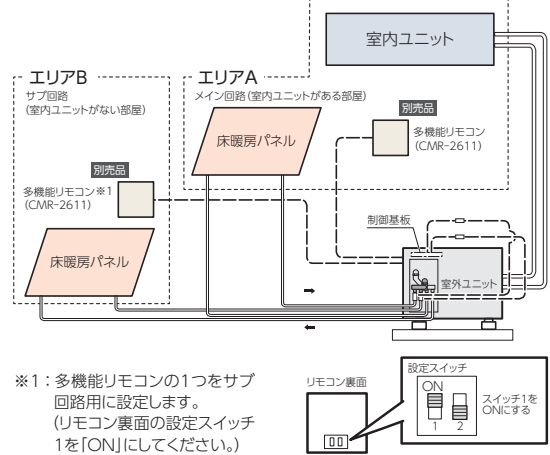 室内ユニット
エリアB
サブ回路
(室内ユニットがない部屋)
エリアA
メイン回路(室内ユニットがある部屋)
別売品
多機能リモコン
(CMR-2611)
床暖房パネル
別売品
多機能リモコン※1
(CMR-2611)
床暖房パネル
制御基板
室外ユニット
※1:多機能リモコンの1つをサブ
回路用に設定します。
(リモコン裏面の設定スイッチ
1を「ON」にしてください。)
リモコン裏面
設定スイッチ
ON
1 2
スイッチ1を
ONにする